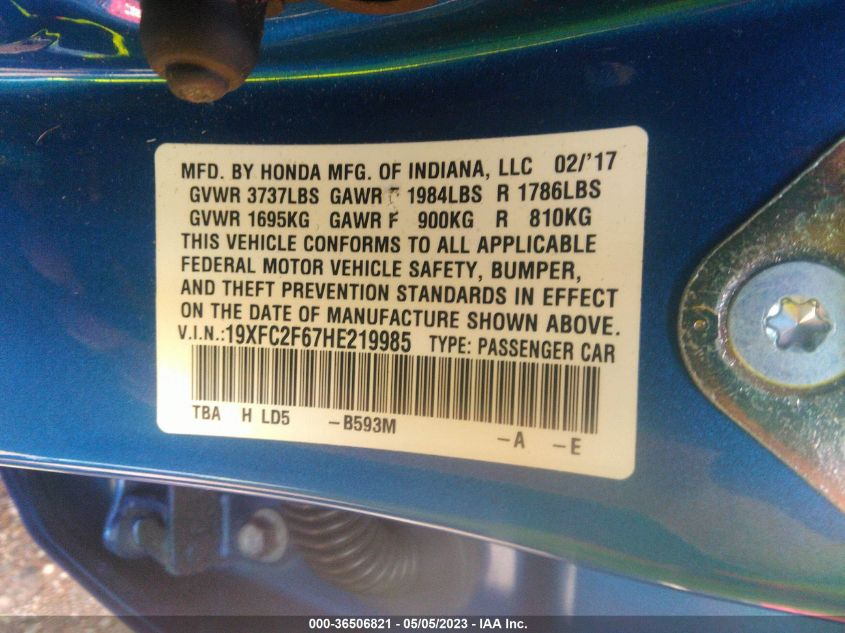 MFD. BY HONDA MFG. OF INDIANA, LLC 02/'17
GVWR 3737LBS GAWR F 1984LBS R 1786LBS
GVWR 1695KG GAWR F 900KG R 810KG
THIS VEHICLE CONFORMS TO ALL APPLICABLE
FEDERAL MOTOR VEHICLE SAFETY, BUMPER,
AND THEFT PREVENTION STANDARDS IN EFFECT
ON THE DATE OF MANUFACTURE SHOWN ABOVE.
V.I.N.:19XFC2F67HE219985 TYPE: PASSENGER CAR
TBA H LD5 -B593M -A -E
000-36506821 — 05/05/2023 — IAA Inc.